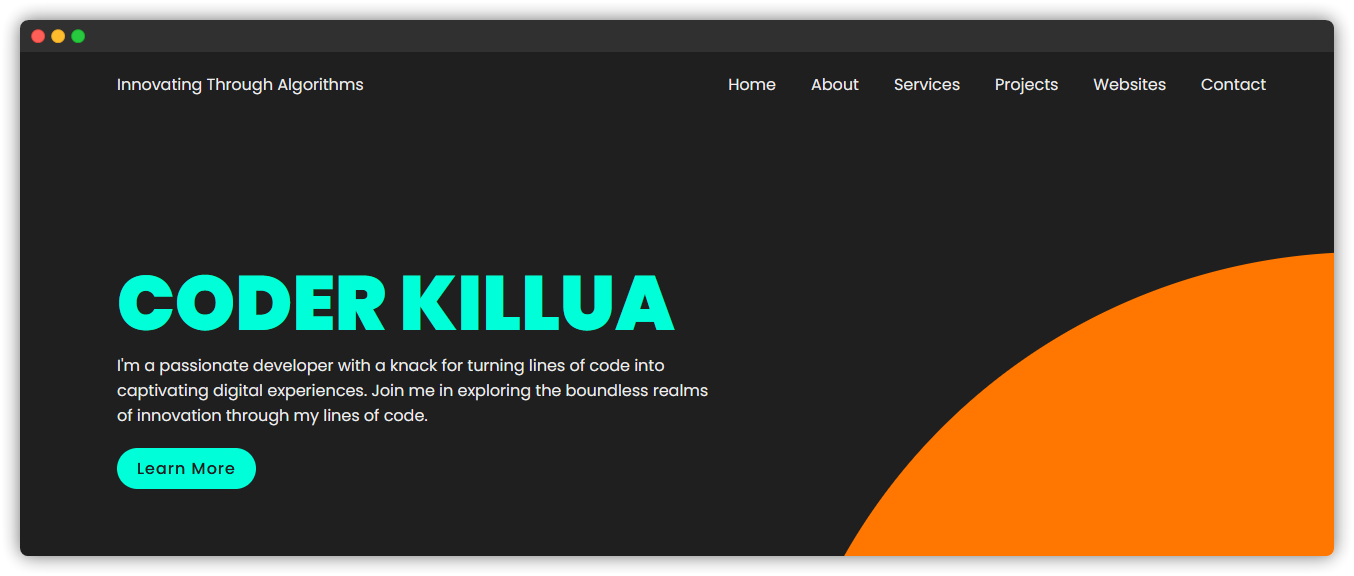 Innovating Through Algorithms
Home About Services Projects Websites Contact
CODER KILLUA
I'm a passionate developer with a knack for turning lines of code into
captivating digital experiences. Join me in exploring the boundless realms
of innovation through my lines of code.
Learn More